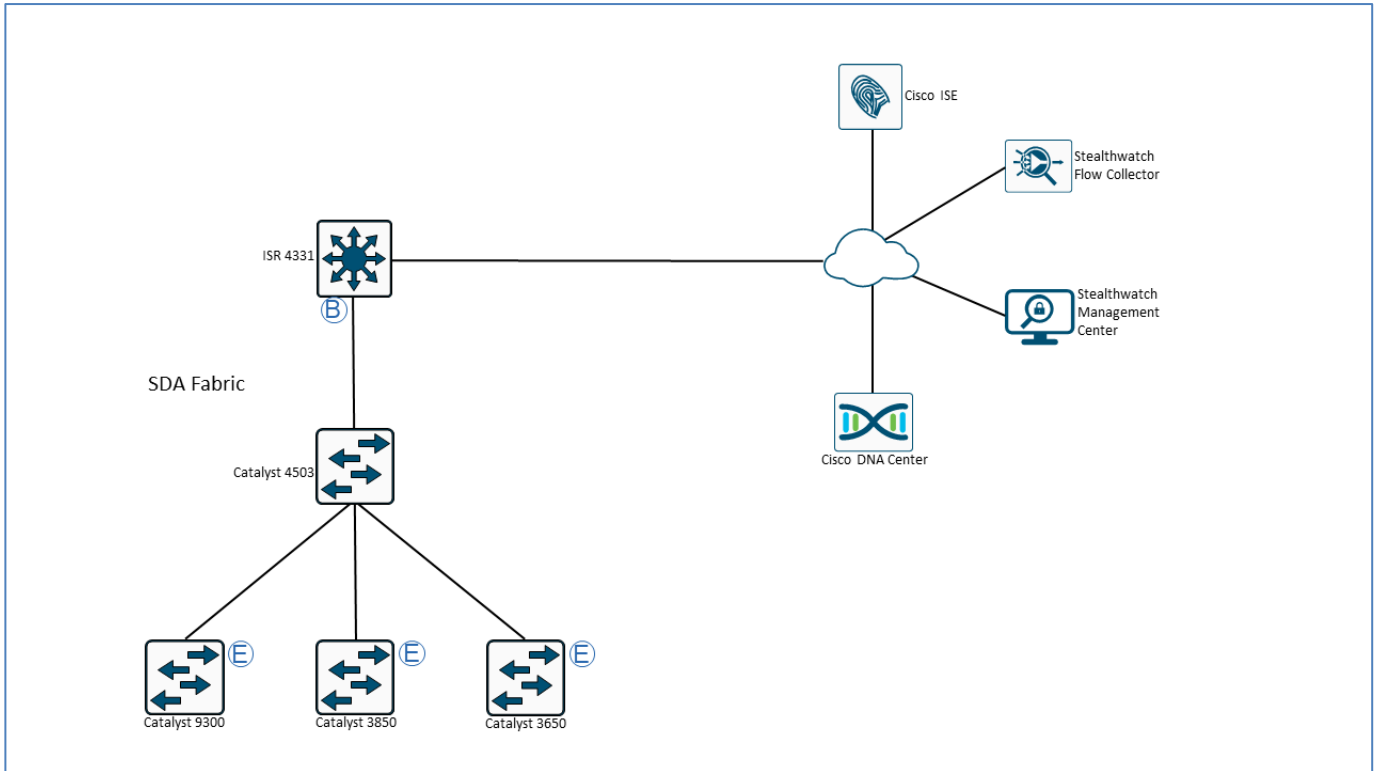 Cisco ISE
Stealthwatch
Flow Collector
ISR 4331
B
Stealthwatch
Management
Center
SDA Fabric
Cisco DNA Center
Catalyst 4503
E
E
E
Catalyst 9300
Catalyst 3850
Catalyst 3650